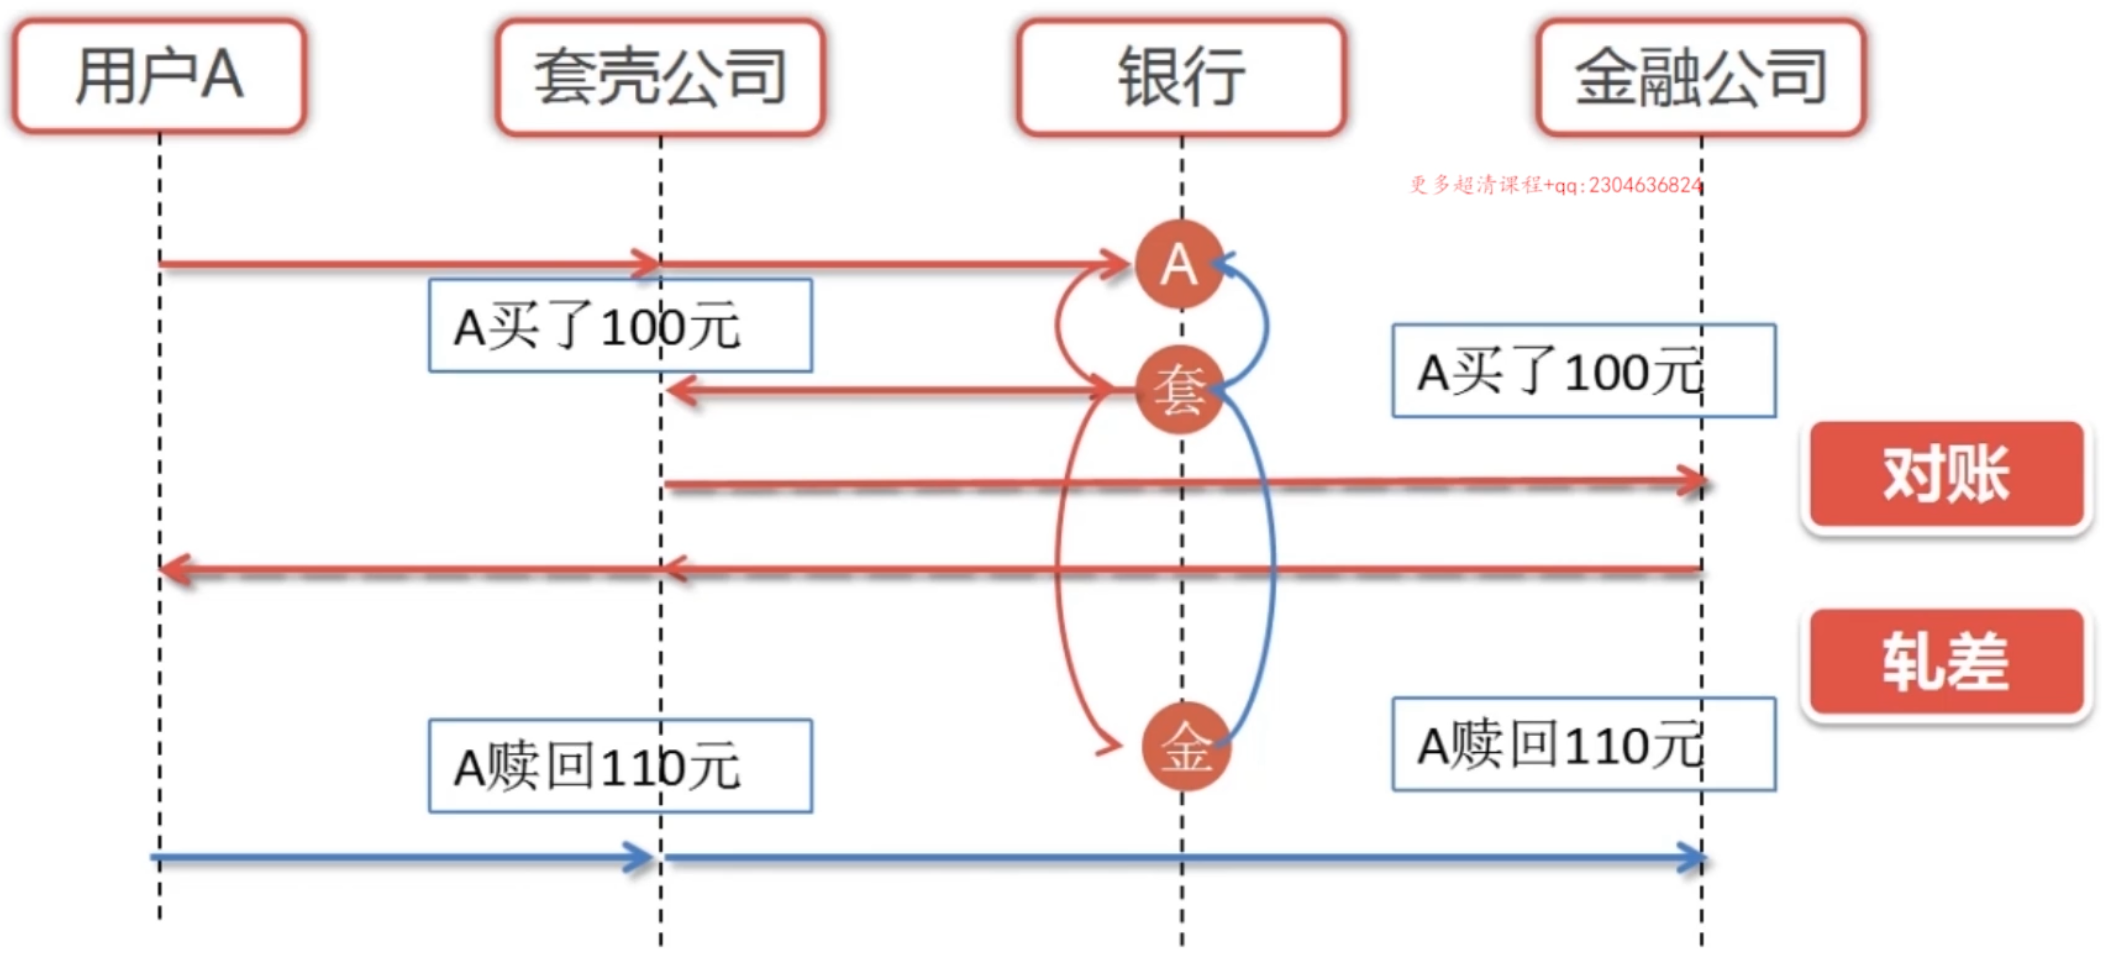 用户A
套壳公司
银行
金融公司
更多超清课程+qq:2304636824
A
A买了100元
A买了100元
套
对账
轧差
A赎回110元
金
A赎回110元